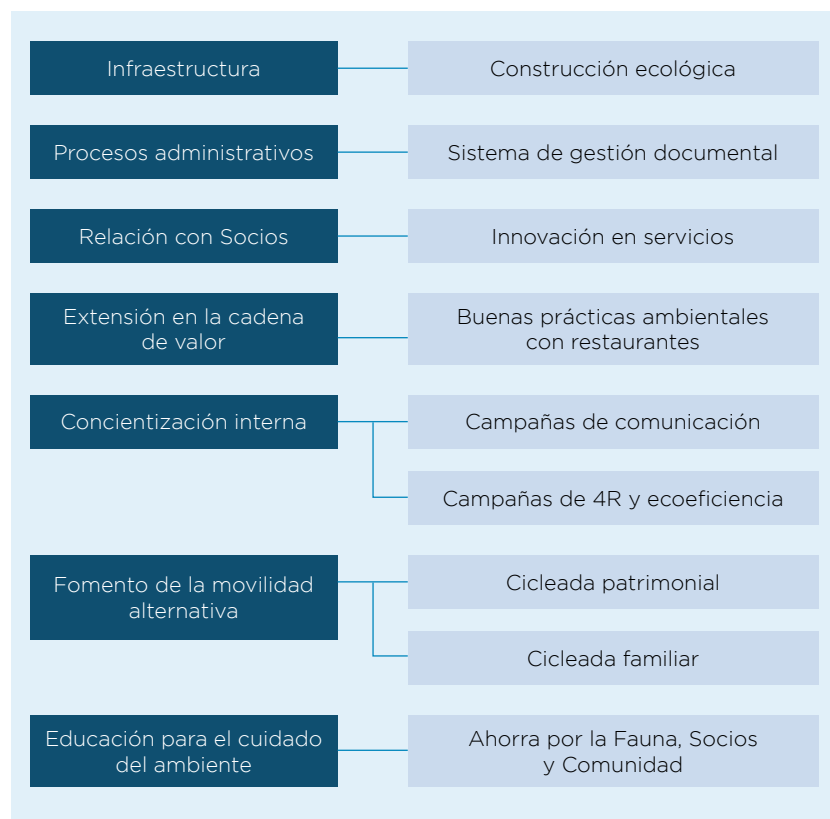 Infraestructura
Construcción ecológica
Procesos administrativos
Sistema de gestión documental
Relación con Socios
Innovación en servicios
Extensión en la cadena
de valor
Buenas prácticas ambientales
con restaurantes
Concientización interna
Campañas de comunicación
Campañas de 4R y ecoeficiencia
Fomento de la movilidad
alternativa
Cicleada patrimonial
Cicleada familiar
Educación para el cuidado
del ambiente
Ahorra por la Fauna, Socios
y Comunidad